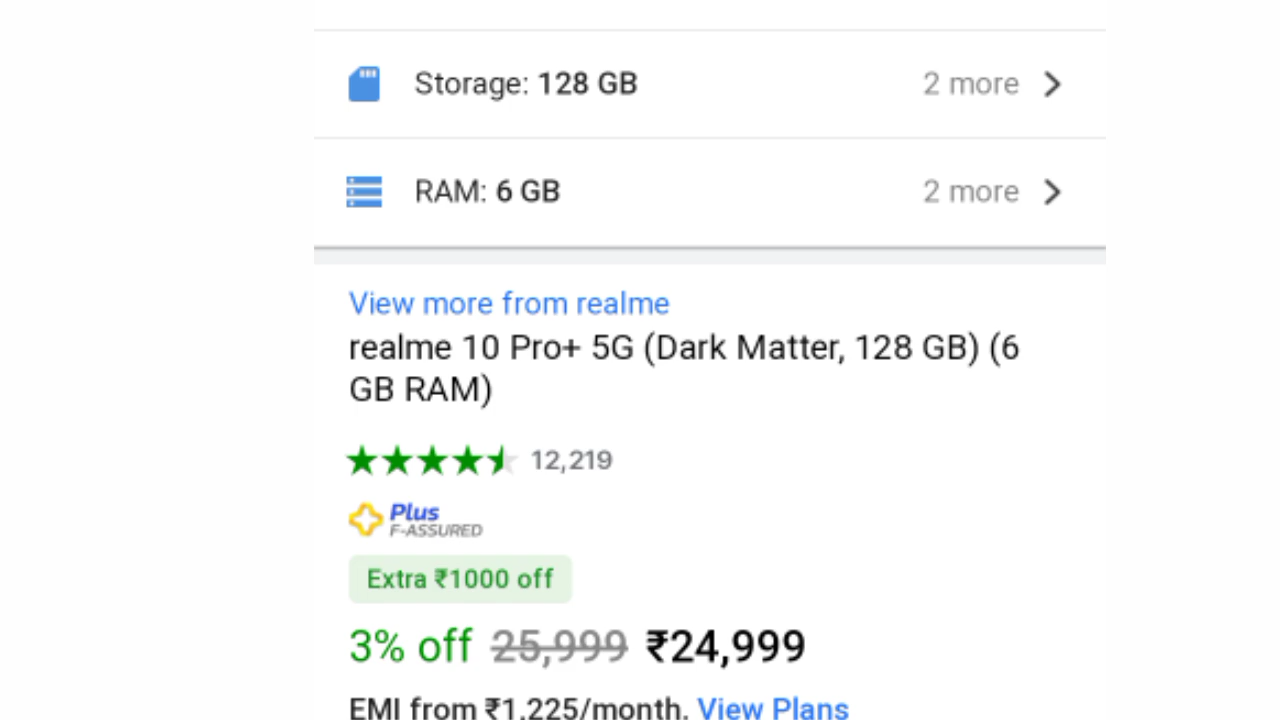 Storage: 128 GB 2 more
RAM: 6 GB 2 more
View more from realme
realme 10 Pro+ 5G (Dark Matter, 128 GB) (6
GB RAM)
12,219
Plus
F-ASSURED
Extra ₹1000 off
3% off 25,999 ₹24,999
EMI from ₹1,225/month. View Plans